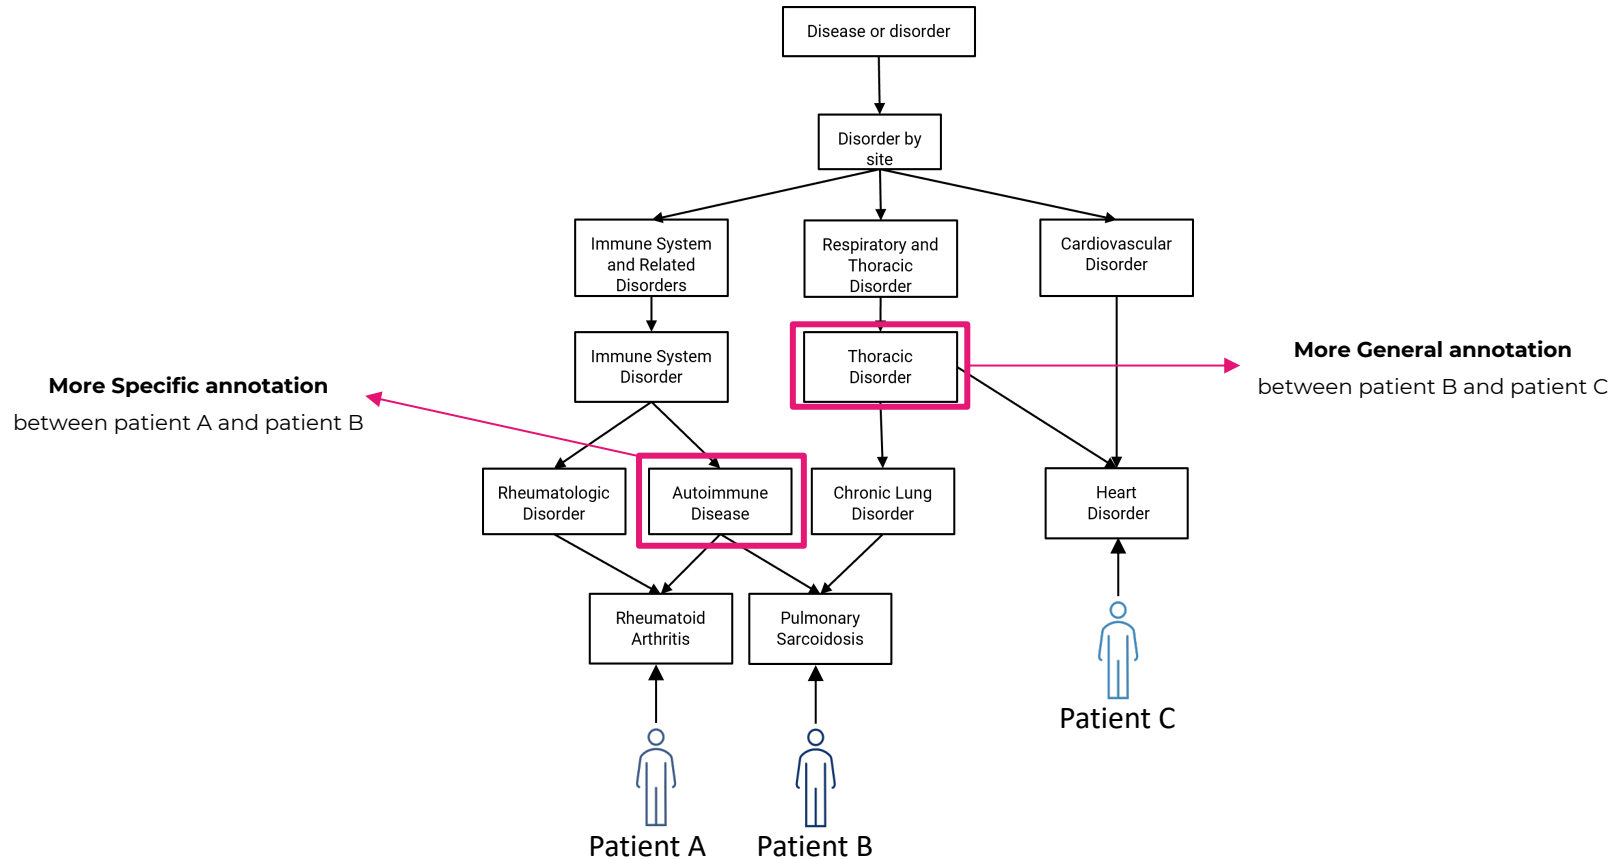 Disease or disorder
Disorder by
site
Immune System
and Related
Disorders
Respiratory and
Thoracic
Disorder
Cardiovascular
Disorder
Immune System
Disorder
Thoracic
Disorder
More General annotation
between patient B and patient C
More Specific annotation
between patient A and patient B
Rheumatologic
Disorder
Autoimmune
Disease
Chronic Lung
Disorder
Heart
Disorder
Rheumatoid
Arthritis
Pulmonary
Sarcoidosis
Patient C
Patient A
Patient B